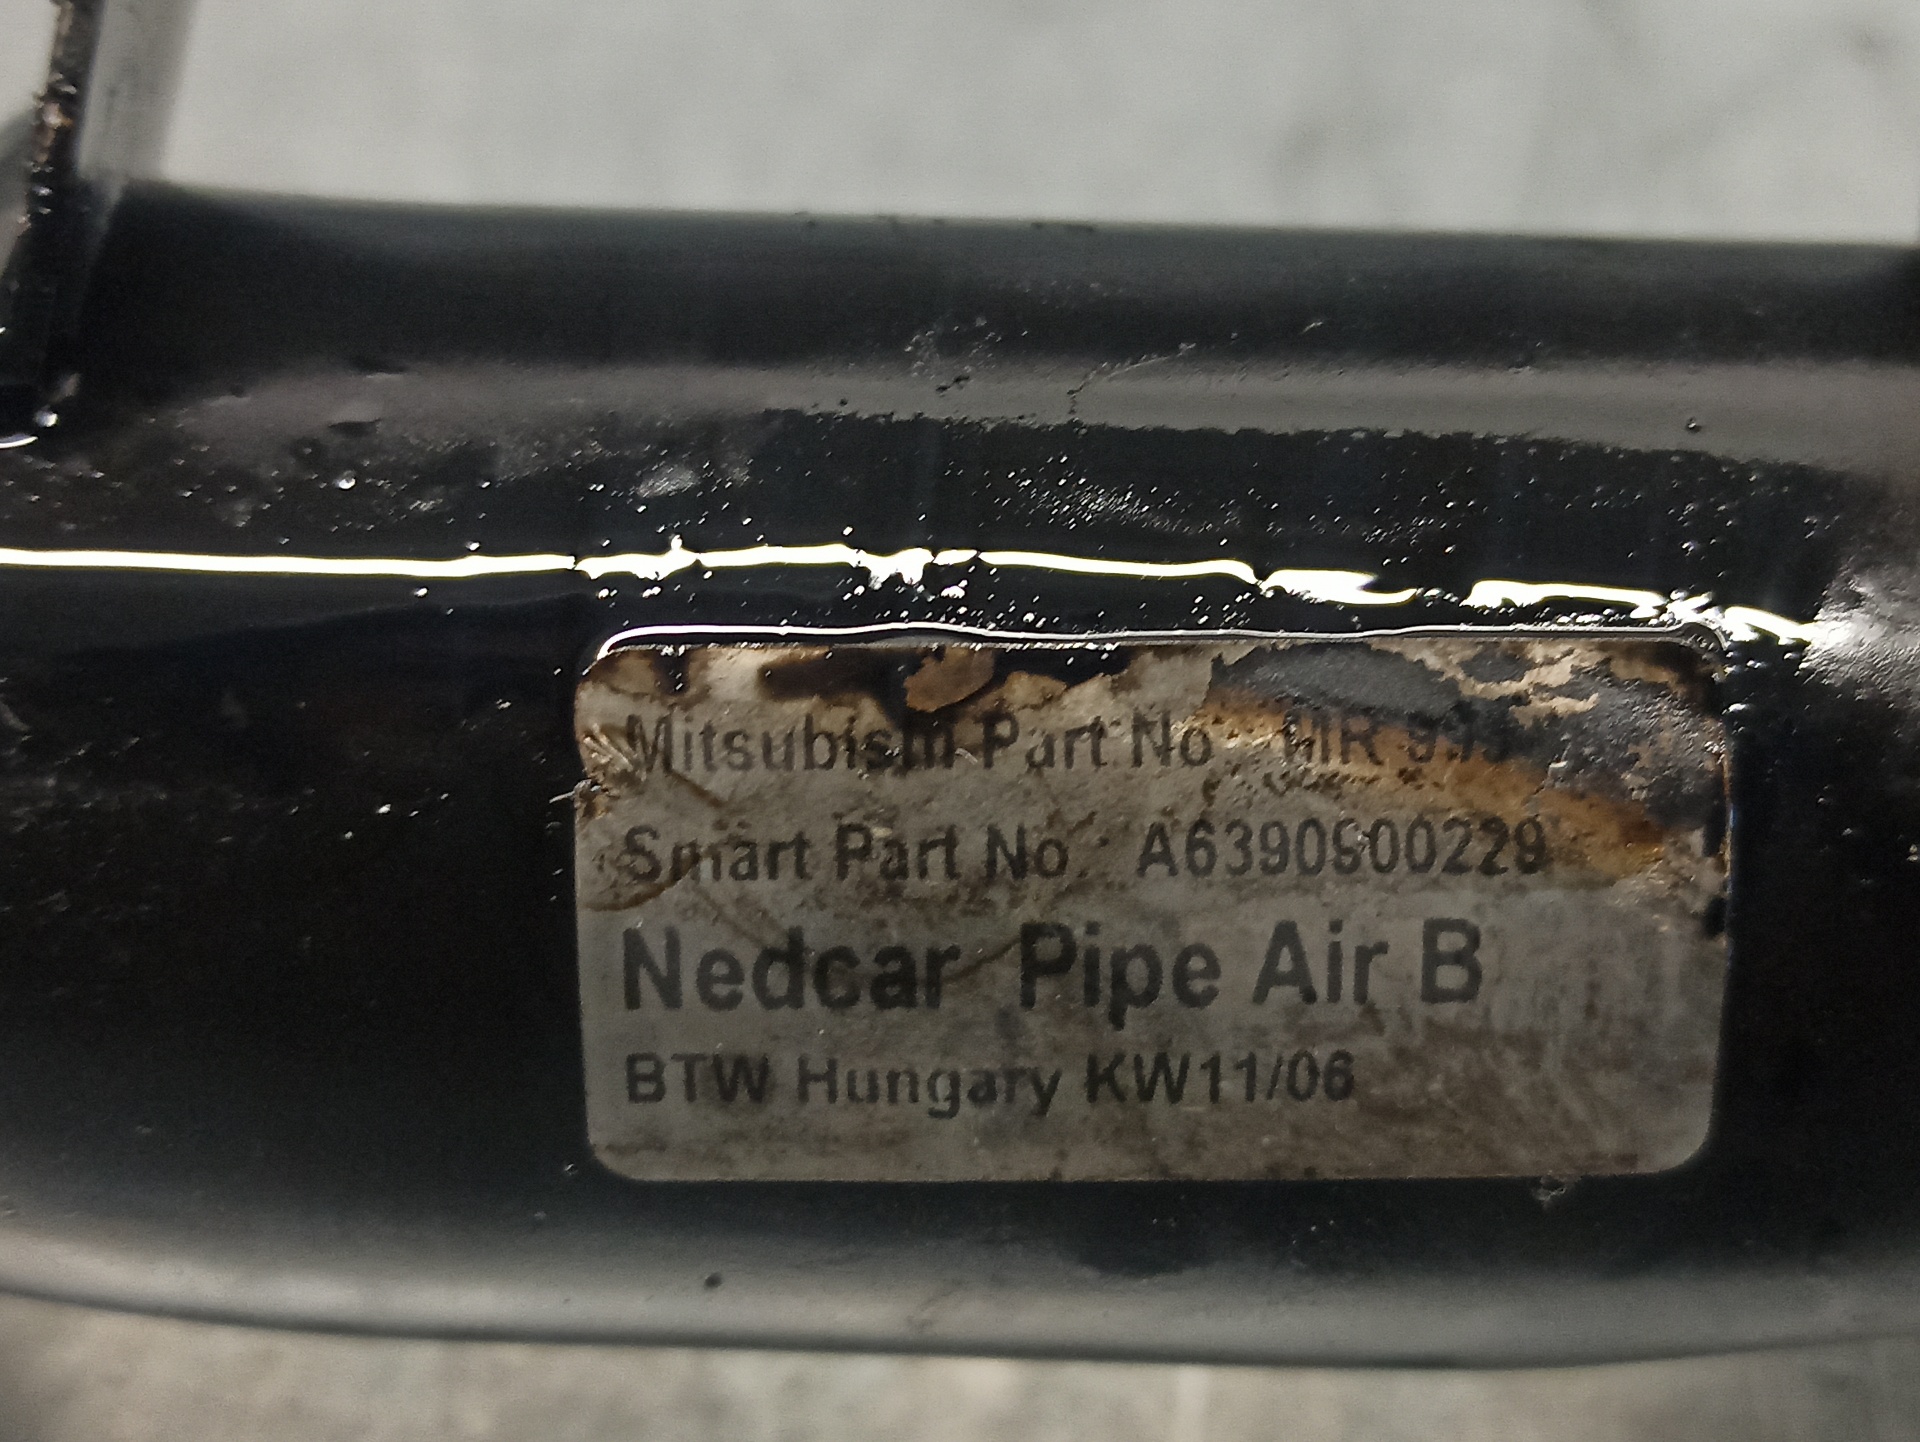 Mitsubishi Part No MR
Smart Part No. A6390900229
Nedcar Pipe Air B
BTW Hungary KW11/06